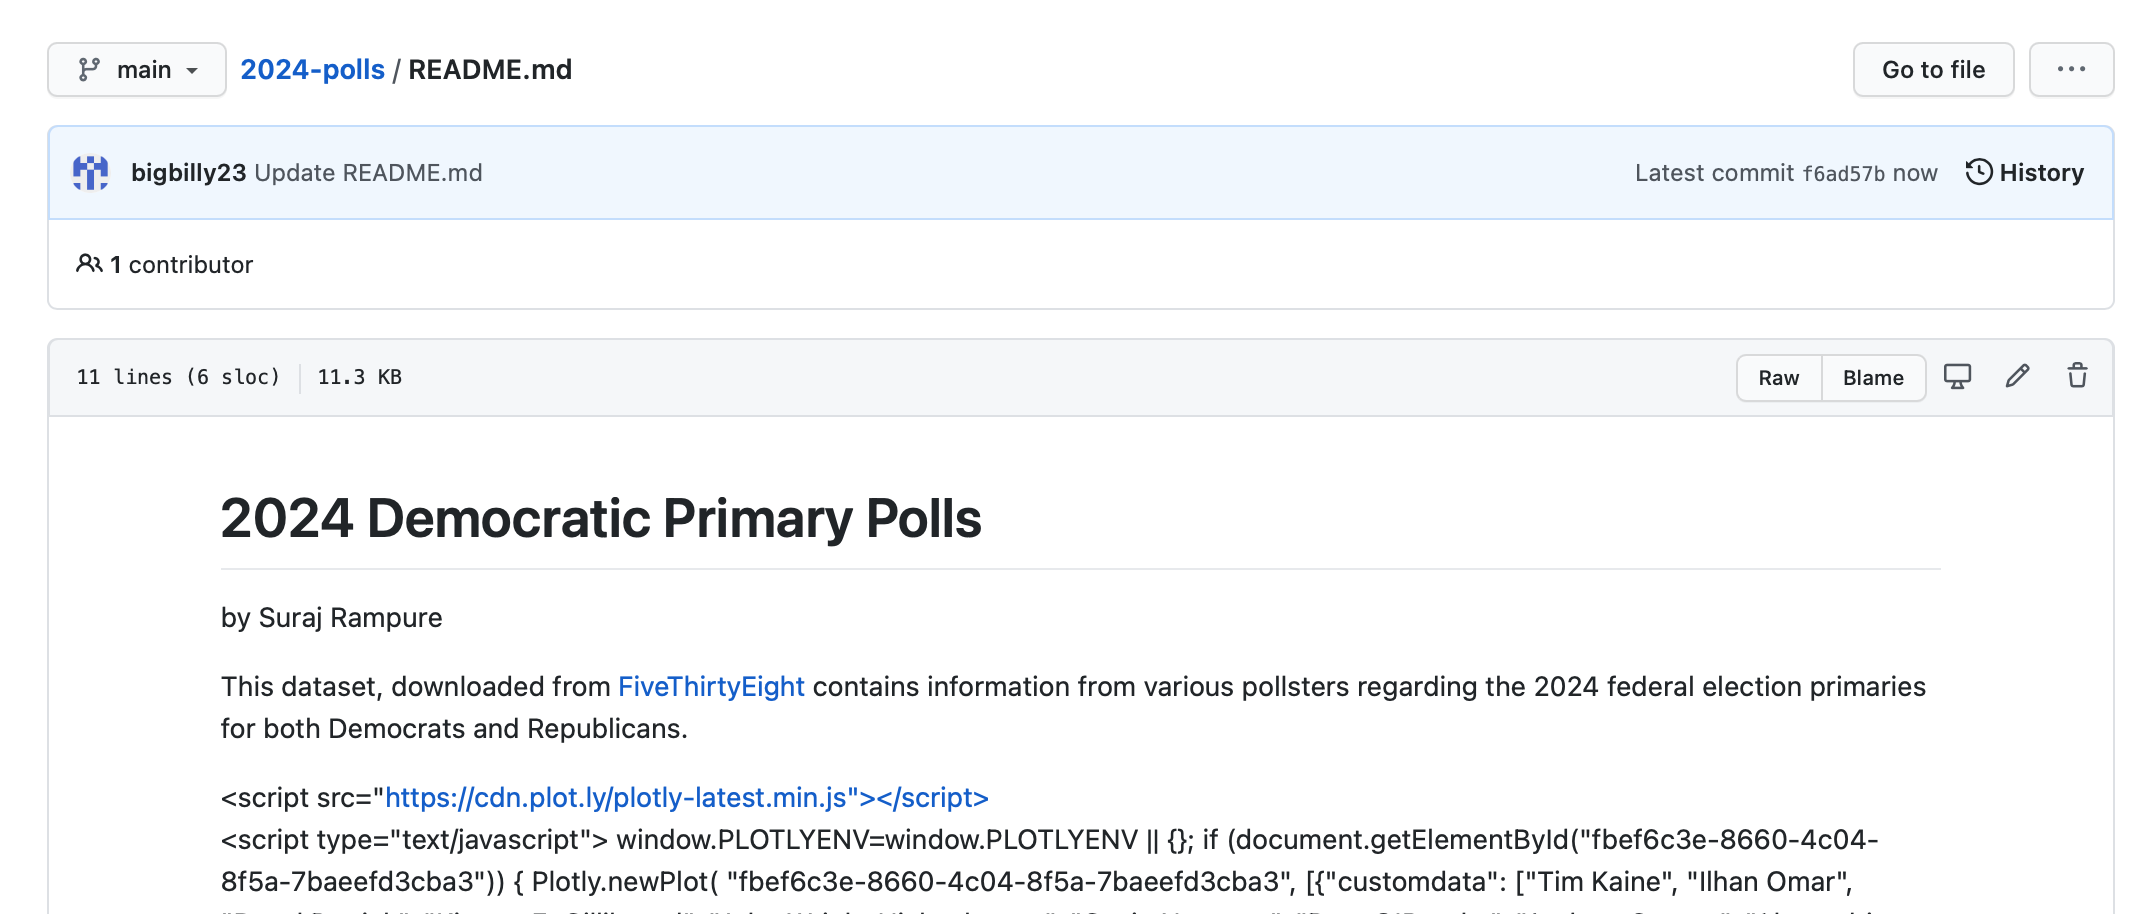 main
2024-polls / README.md
Go to file
...
bigbilly23 Update README.md
Latest commit f6ad57b now
History
1 contributor
11 lines (6 sloc)
11.3 KB
Raw
Blame
2024 Democratic Primary Polls
by Suraj Rampure
This dataset, downloaded from FiveThirtyEight contains information from various pollsters regarding the 2024 federal election primaries
for both Democrats and Republicans.
<script src="https://cdn.plot.ly/plotly-latest.min.js"></script>
<script type="text/javascript"> window.PLOTLYENV=window.PLOTLYENV || {}; if (document.getElementById("fbef6c3e-8660-4c04-
8f5a-7baeefd3cba3")) { Plotly.newPlot( "fbef6c3e-8660-4c04-8f5a-7baeefd3cba3", [{"customdata": ["Tim Kaine", "Ilhan Omar",